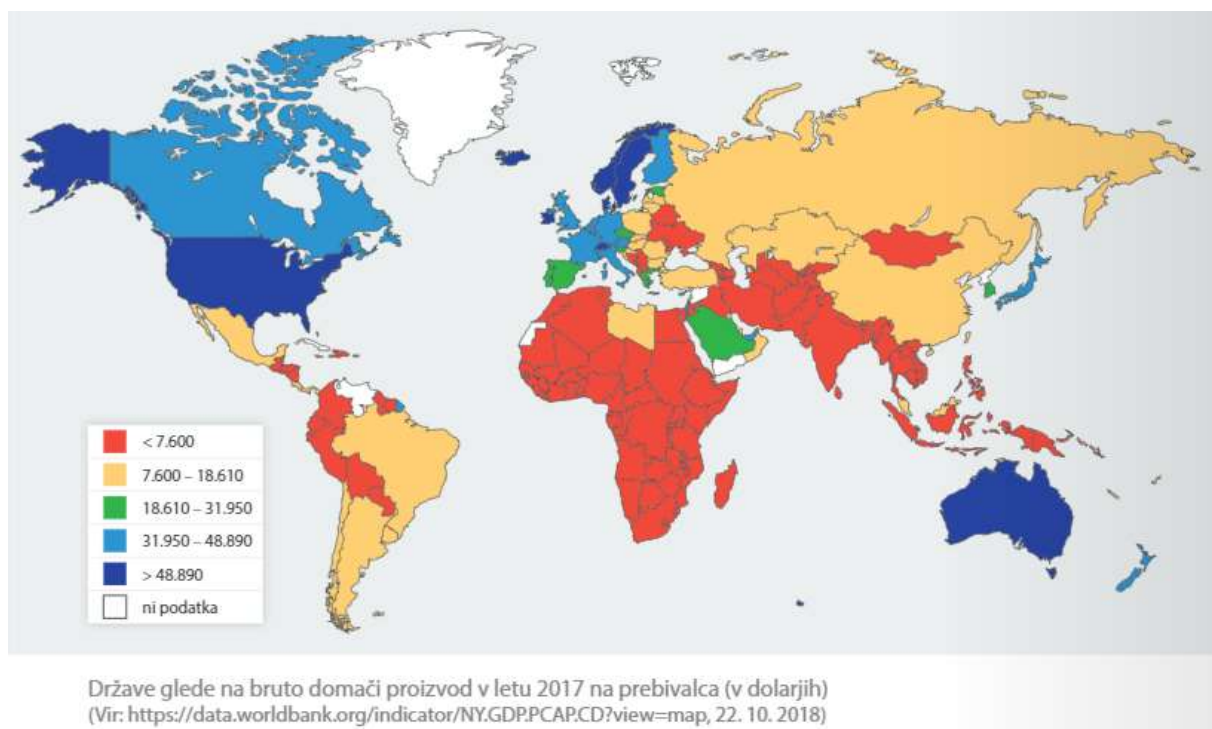 < 7.600
7.600 – 18.610
18.610 – 31.950
31.950 – 48.890
> 48.890
ni podatka
Države glede na bruto domači proizvod v letu 2017 na prebivalca (v dolarjih)
(Vir: https://data.worldbank.org/indicator/NY.GDP.PCAP.CD?view=map, 22. 10. 2018)